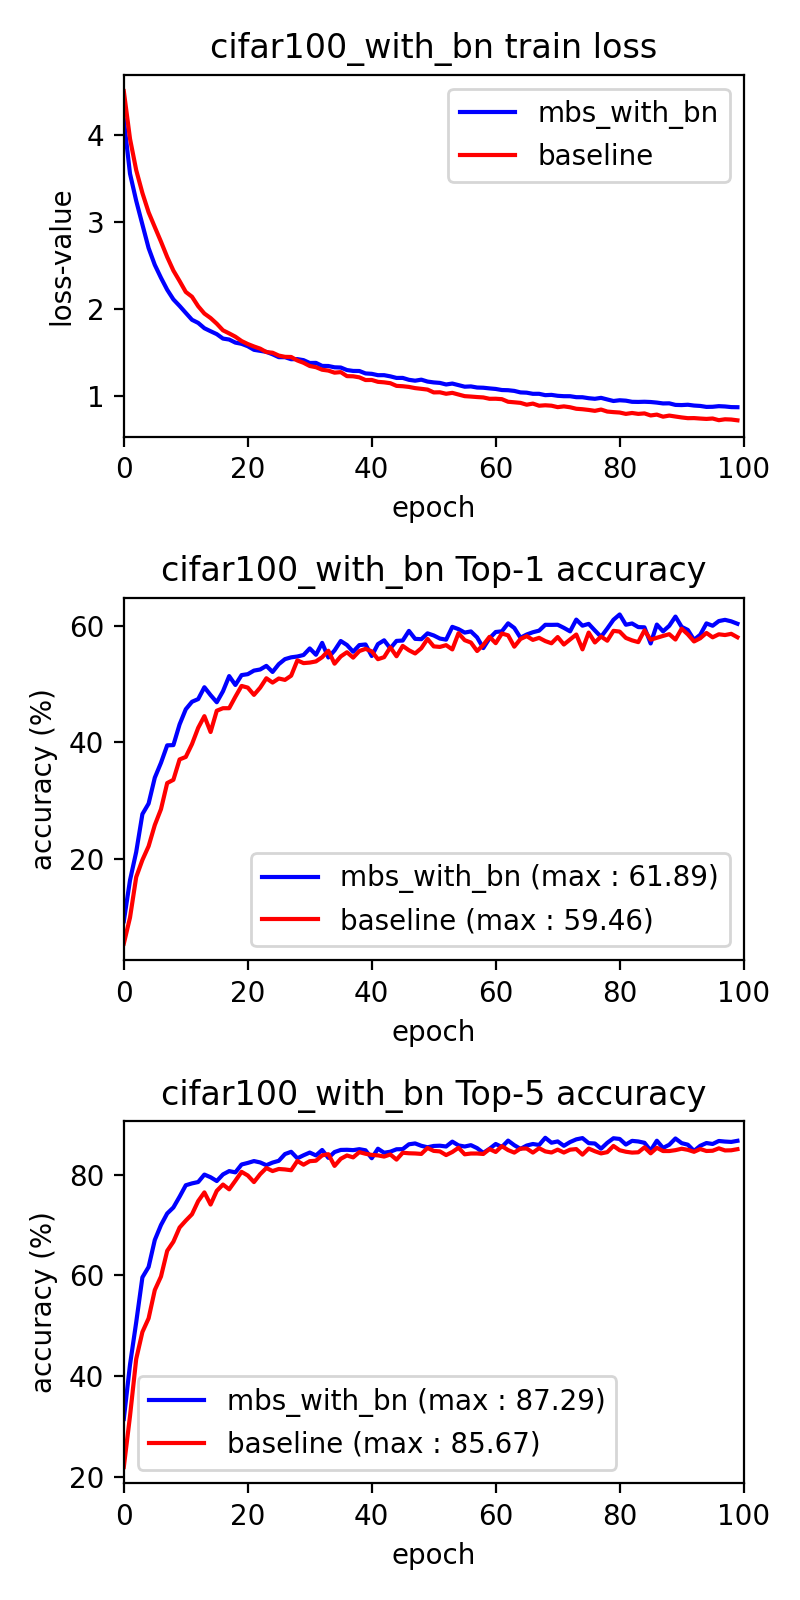 cifar100_with_bn train loss
4
3
2
1
loss-value
mbs_with_bn
baseline
0 20 40 60 80 100
epoch
cifar100_with_bn Top-1 accuracy
60
40
20
accuracy (%)
mbs_with_bn (max : 61.89)
baseline (max : 59.46)
0 20 40 60 80 100
epoch
cifar100_with_bn Top-5 accuracy
80
60
40
20
accuracy (%)
mbs_with_bn (max : 87.29)
baseline (max : 85.67)
0 20 40 60 80 100
epoch